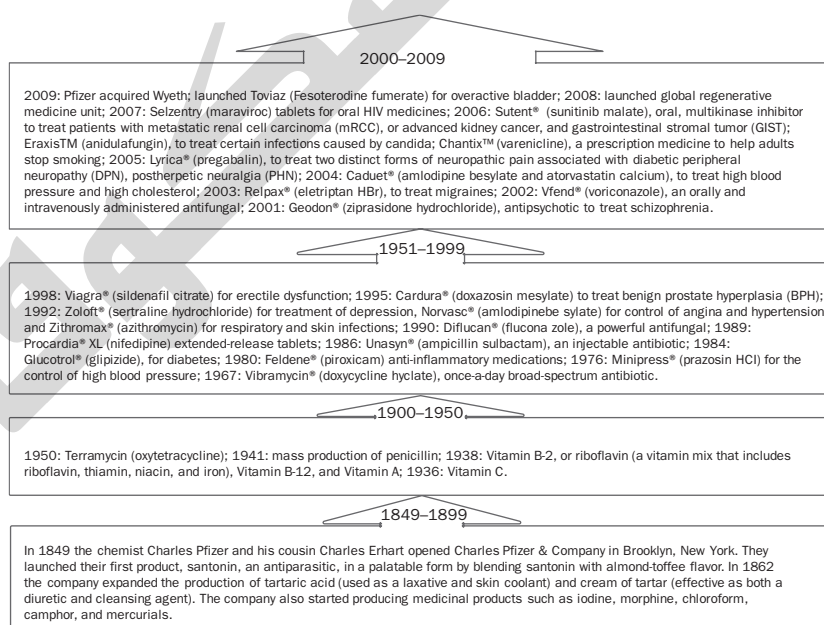 2000–2009
2009: Pfizer acquired Wyeth; launched Toviaz (Fesoterodine fumerate) for overactive bladder; 2008: launched global regenerative
medicine unit; 2007: Selzentry (maraviroc) tablets for oral HIV medicines; 2006: Sutent® (sunitinib malate), oral, multikinase inhibitor
to treat patients with metastatic renal cell carcinoma (mRCC), or advanced kidney cancer, and gastrointestinal stromal tumor (GIST);
EraxisTM (anidulafungin), to treat certain infections caused by candida; Chantix™ (varenicline), a prescription medicine to help adults
stop smoking; 2005: Lyrica® (pregabalin), to treat two distinct forms of neuropathic pain associated with diabetic peripheral
neuropathy (DPN), postherpetic neuralgia (PHN); 2004: Caduet® (amlodipine besylate and atorvastatin calcium), to treat high blood
pressure and high cholesterol; 2003: Relpax® (eletriptan HBr), to treat migraines; 2002: Vfend® (voriconazole), an orally and
intravenously administered antifungal; 2001: Geodon® (ziprasidone hydrochloride), antipsychotic to treat schizophrenia.
1951–1999
1998: Viagra® (sildenafil citrate) for erectile dysfunction; 1995: Cardura® (doxazosin mesylate) to treat benign prostate hyperplasia (BPH);
1992: Zoloft® (sertraline hydrochloride) for treatment of depression, Norvasc® (amlodipinebe sylate) for control of angina and hypertension
and Zithromax® (azithromycin) for respiratory and skin infections; 1990: Diflucan® (flucona zole), a powerful antifungal; 1989:
Procardia® XL (nifedipine) extended-release tablets; 1986: Unasyn® (ampicillin sulbactam), an injectable antibiotic; 1984:
Glucotrol® (glipizide), for diabetes; 1980: Feldene® (piroxicam) anti-inflammatory medications; 1976: Minipress® (prazosin HCI) for the
control of high blood pressure; 1967: Vibramycin® (doxycycline hyclate), once-a-day broad-spectrum antibiotic.
1900–1950
1950: Terramycin (oxytetracycline); 1941: mass production of penicillin; 1938: Vitamin B-2, or riboflavin (a vitamin mix that includes
riboflavin, thiamin, niacin, and iron), Vitamin B-12, and Vitamin A; 1936: Vitamin C.
1849–1899
In 1849 the chemist Charles Pfizer and his cousin Charles Erhart opened Charles Pfizer & Company in Brooklyn, New York. They
launched their first product, santonin, an antiparasitic, in a palatable form by blending santonin with almond-toffee flavor. In 1862
the company expanded the production of tartaric acid (used as a laxative and skin coolant) and cream of tartar (effective as both a
diuretic and cleansing agent). The company also started producing medicinal products such as iodine, morphine, chloroform,
camphor, and mercurials.